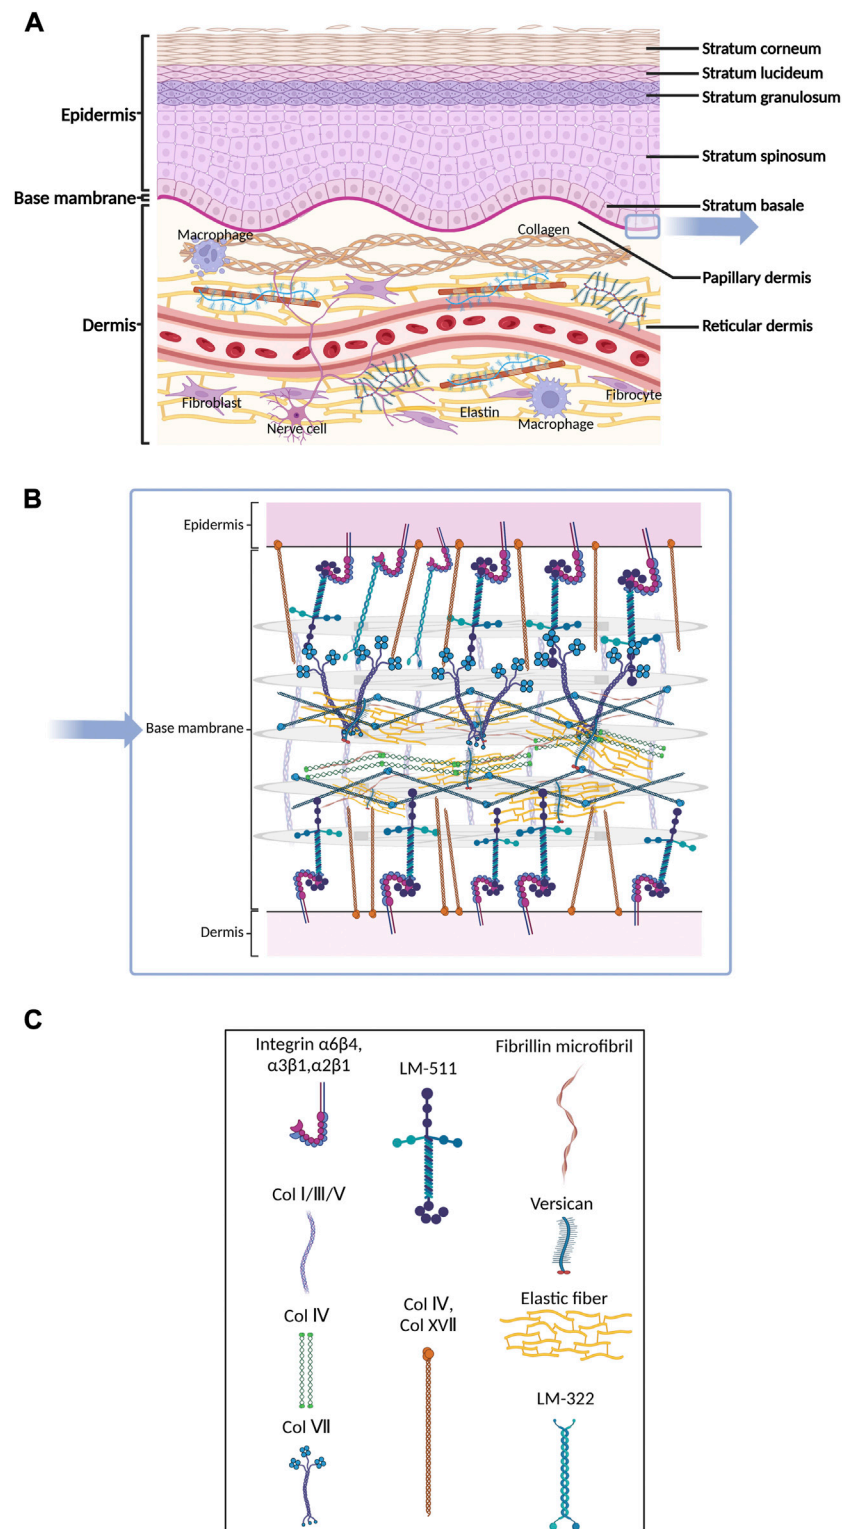 A
Stratum corneum
Stratum lucideum
Stratum granulosum
Epidermis
Stratum spinosum
Base mambrane
Stratum basale
Macrophage
Collagen
Papillary dermis
Dermis
Reticular dermis
Fibroblast
Elastin
Fibrocyte
Nerve cell
Macrophage
B
Epidermis
Base mambrane
Dermis
C
Integrin α6β4,
α3β1,α2β1
LM-511
Fibrillin microfibril
Col Ⅰ/Ⅲ/Ⅴ
Versican
Col Ⅳ
Col Ⅳ,
Col XVⅡ
Elastic fiber
Col Ⅶ
LM-322